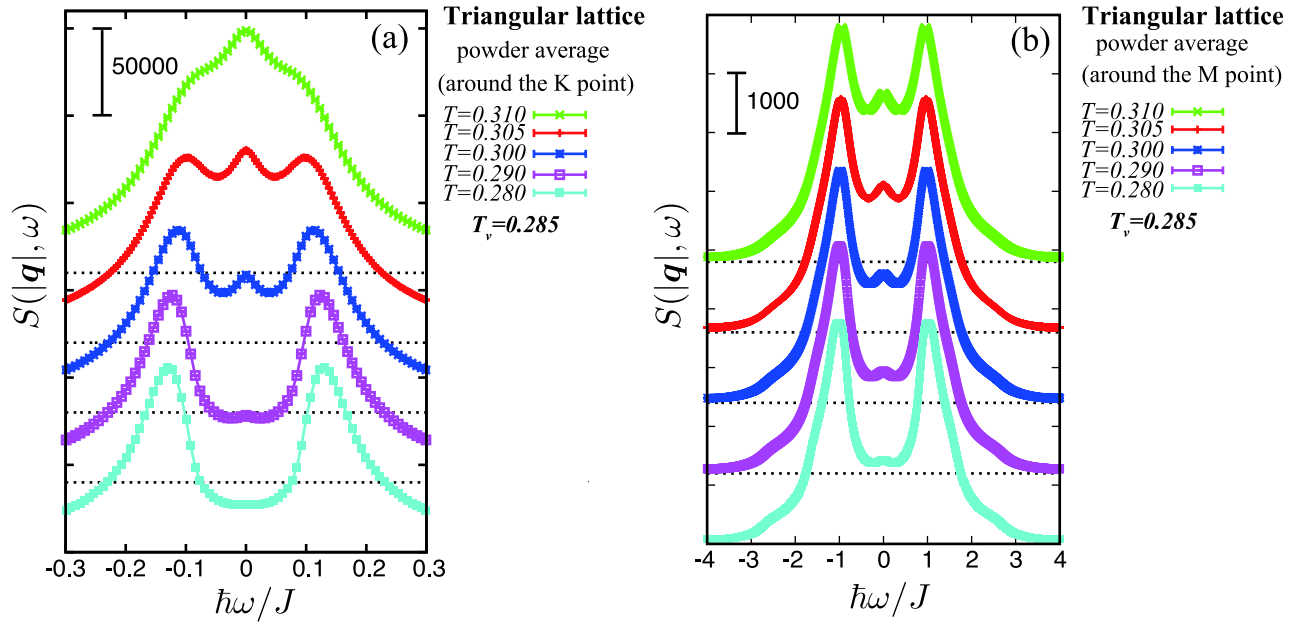 (a)
50000
S(|q|, ω)
-0.3 -0.2 -0.1 0 0.1 0.2 0.3
ħω/J
Triangular lattice
powder average
(around the K point)
T=0.310
T=0.305
T=0.300
T=0.290
T=0.280
T_v=0.285
(b)
1000
S(|q|, ω)
-4 -3 -2 -1 0 1 2 3 4
ħω/J
Triangular lattice
powder average
(around the M point)
T=0.310
T=0.305
T=0.300
T=0.290
T=0.280
T_v=0.285